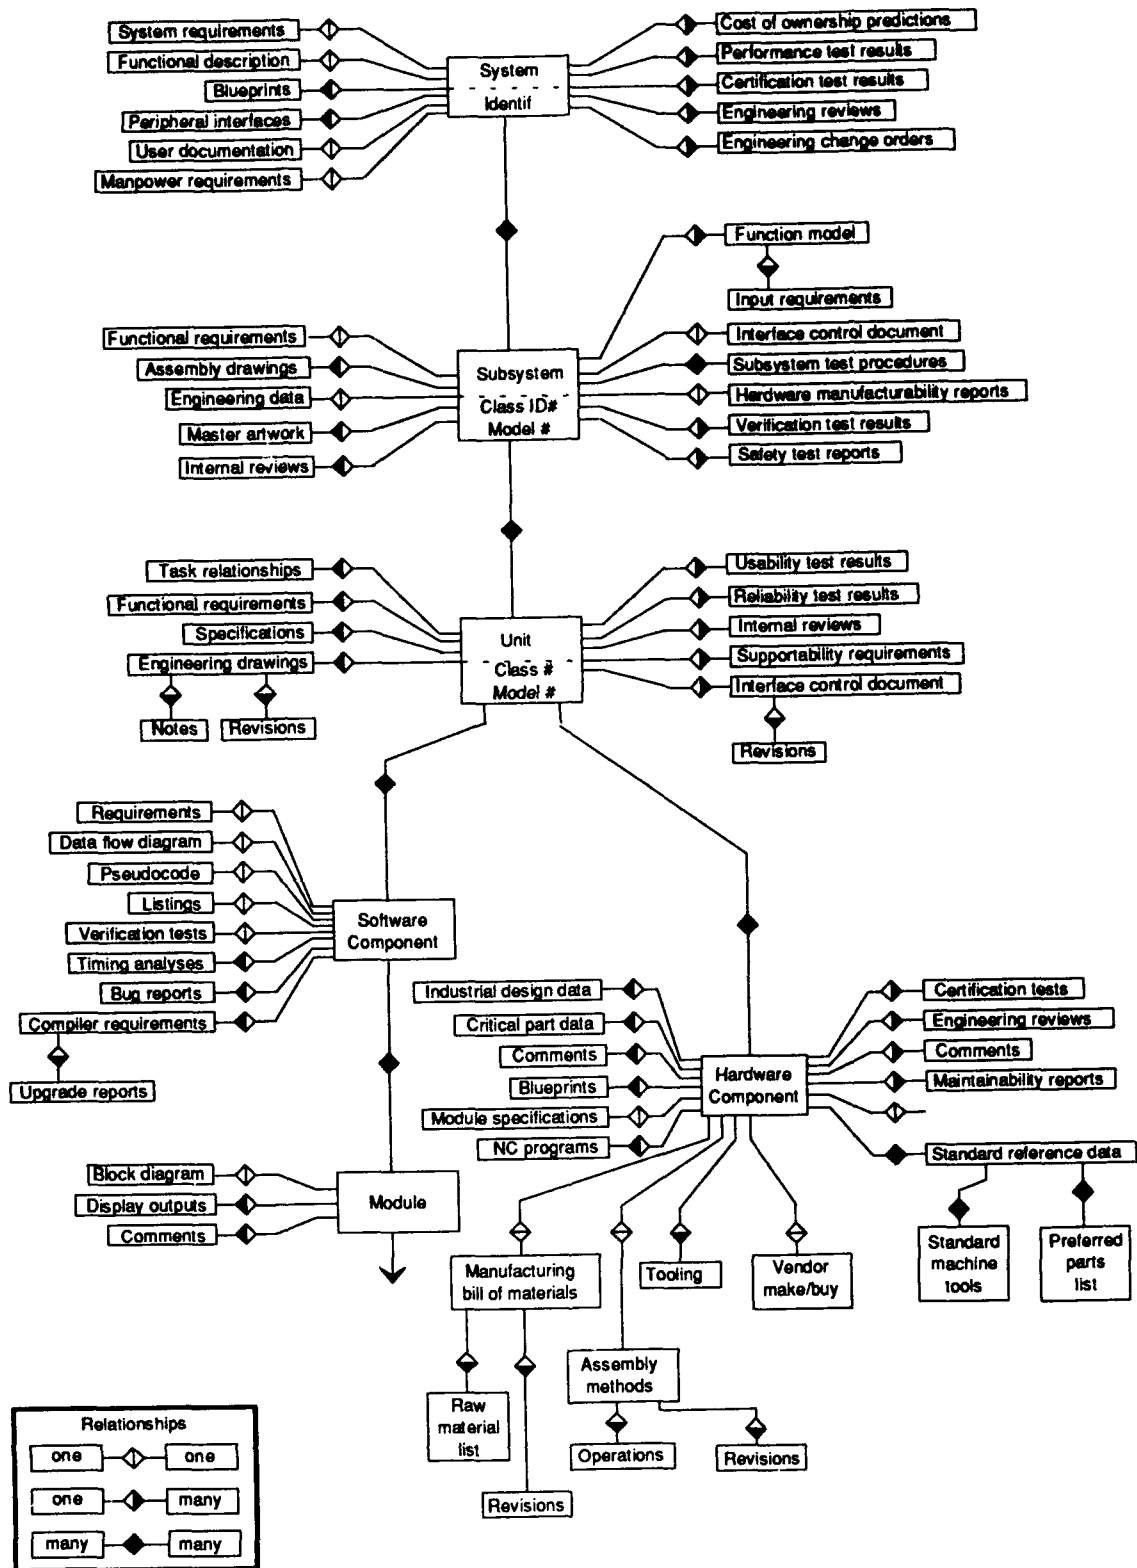 System requirements
Functional description
Blueprints
Peripheral interfaces
User documentation
Manpower requirements
System
Identif
Cost of ownership predictions
Performance test results
Certification test results
Engineering reviews
Engineering change orders
Function model
Input requirements
Functional requirements
Assembly drawings
Engineering data
Master artwork
Internal reviews
Subsystem
Class ID#
Model #
Interface control document
Subsystem test procedures
Hardware manufacturability reports
Verification test results
Safety test reports
Task relationships
Functional requirements
Specifications
Engineering drawings
Notes
Revisions
Unit
Class #
Model #
Usability test results
Reliability test results
Internal reviews
Supportability requirements
Interface control document
Revisions
Requirements
Data flow diagram
Pseudocode
Listings
Verification tests
Timing analyses
Bug reports
Compiler requirements
Upgrade reports
Software
Component
Industrial design data
Critical part data
Comments
Blueprints
Module specifications
NC programs
Hardware
Component
Certification tests
Engineering reviews
Comments
Maintainability reports
Standard reference data
Block diagram
Display outputs
Comments
Module
Manufacturing
bill of materials
Tooling
Vendor
make/buy
Standard
machine
tools
Preferred
parts
list
Raw
material
list
Revisions
Assembly
methods
Operations
Revisions
Relationships
one
one
one
many
many
many